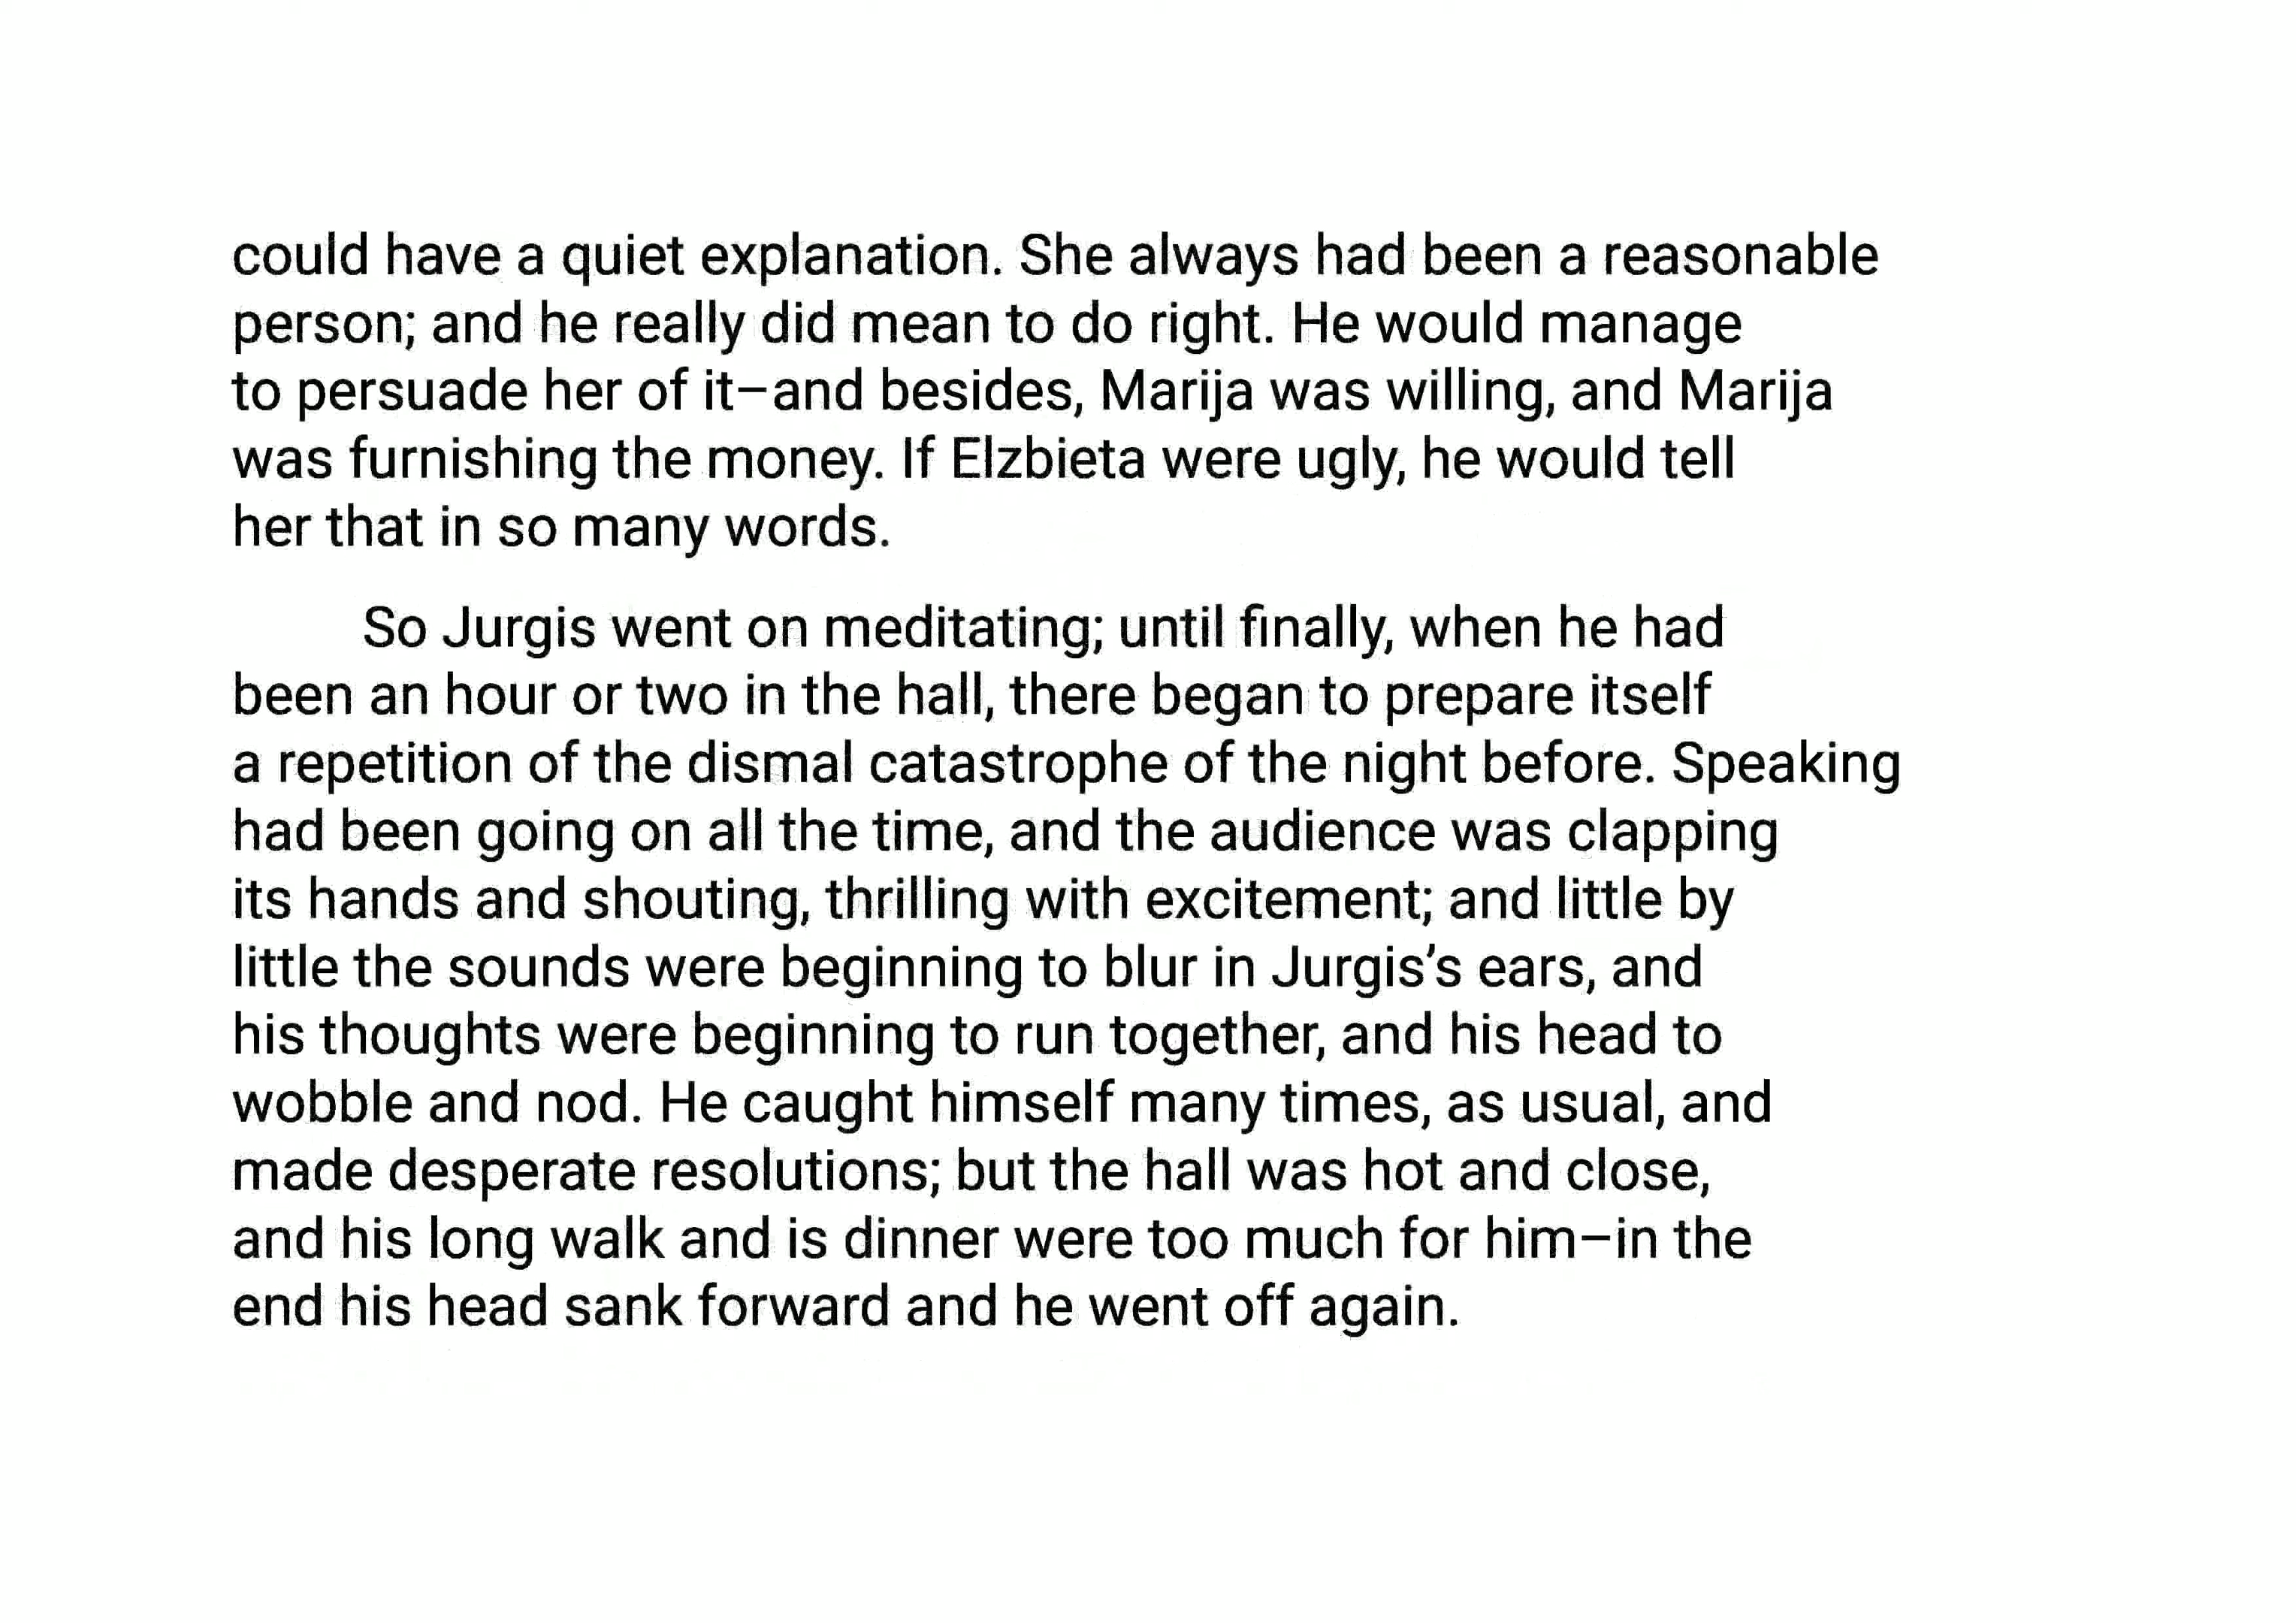 could have a quiet explanation. She always had been a reasonable
person; and he really did mean to do right. He would manage
to persuade her of it—and besides, Marija was willing, and Marija
was furnishing the money. If Elzbieta were ugly, he would tell
her that in so many words.
So Jurgis went on meditating; until finally, when he had
been an hour or two in the hall, there began to prepare itself
a repetition of the dismal catastrophe of the night before. Speaking
had been going on all the time, and the audience was clapping
its hands and shouting, thrilling with excitement; and little by
little the sounds were beginning to blur in Jurgis’s ears, and
his thoughts were beginning to run together, and his head to
wobble and nod. He caught himself many times, as usual, and
made desperate resolutions; but the hall was hot and close,
and his long walk and is dinner were too much for him—in the
end his head sank forward and he went off again.